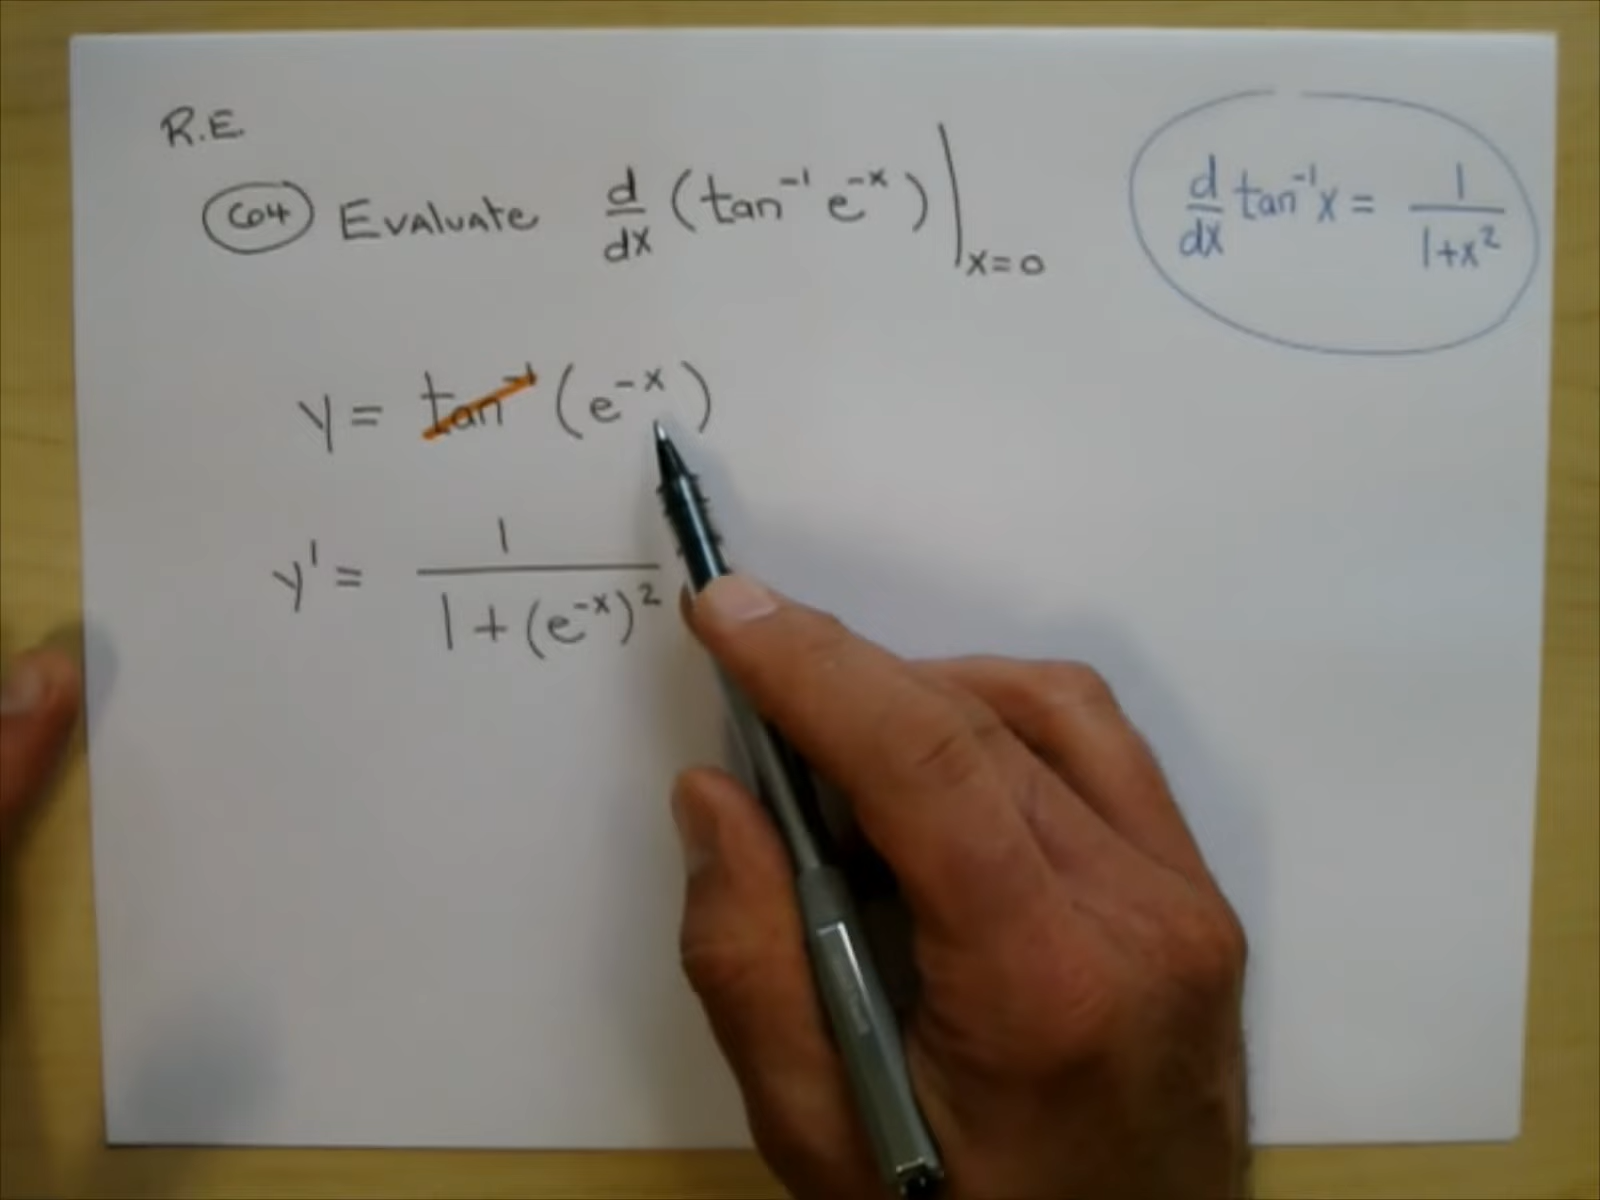 R.E.
C04 Evaluate d/dx (tan⁻¹ e⁻ˣ) |ₓ₌₀
d/dx tan⁻¹x = 1/(1+x²)
y = tan⁻¹ (e⁻ˣ)
y' = 1/(1+(e⁻ˣ)²)